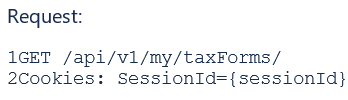 Request:
1GET /api/v1/my/taxForms/
2Cookies: SessionId={sessionId}